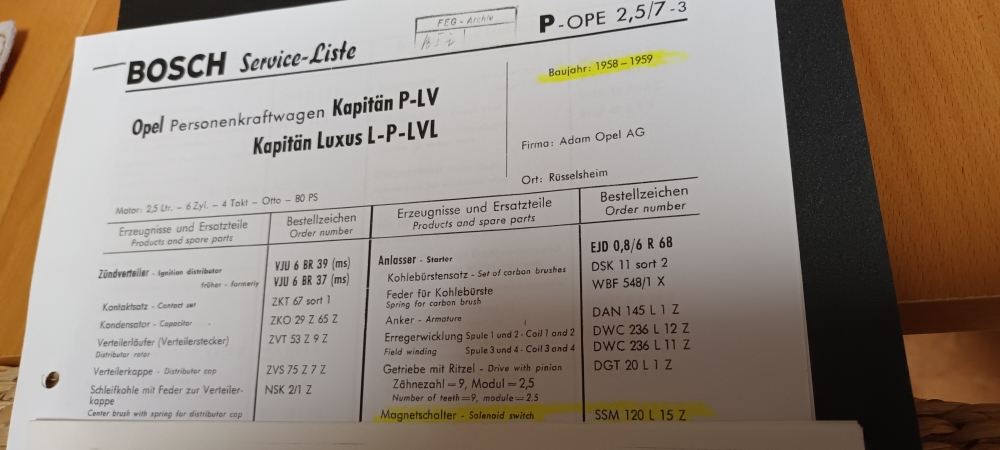 FEG - Archiv
BOSCH Service-Liste
P-OPE 2,5/7-3
Baujahr: 1958-1959
Opel Personenkraftwagen Kapitän P-LV
Kapitän Luxus L-P-LVL
Firma: Adam Opel AG
Ort: Rüsselsheim
Motor: 2,5 Ltr. - 6 Zyl. - 4 Takt - Otto - 80 PS
Erzeugnisse und Ersatzteile
Products and spare parts
Bestellzeichen
Order number
Zündverteiler - Ignition distributor
VJU 6 BR 39 (ms)
früher - formerly
VJU 6 BR 37 (ms)
Kontaktsatz - Contact set
ZKT 67 sort 1
Kondensator - Capacitor
ZKO 29 Z 65 Z
Verteilerläufer (Verteilerstecker)
ZVT 53 Z 9 Z
Distributor rotor
Verteilerkappe - Distributor cap
ZVS 75 Z 7 Z
Schleifkohle mit Feder zur Verteiler-
NSK 2/1 Z
kappe
Center brush with spring for distributor cap
Erzeugnisse und Ersatzteile
Products and spare parts
Bestellzeichen
Order number
Anlasser - Starter
EJD 0,8/6 R 68
Kohlebürstensatz - Set of carbon brushes
DSK 11 sort 2
Feder für Kohlebürste
WBF 548/1 X
Spring for carbon brush
Anker - Armature
DAN 145 L 1 Z
Erregerwicklung Spule 1 und 2 - Coil 1 and 2
DWC 236 L 12 Z
Field winding Spule 3 und 4 - Coil 3 and 4
DWC 236 L 11 Z
Getriebe mit Ritzel - Drive with pinion
DGT 20 L 1 Z
Zähnezahl = 9, Modul = 2,5
Number of teeth = 9, module = 2.5
Magnetschalter - Solenoid switch
SSM 120 L 15 Z